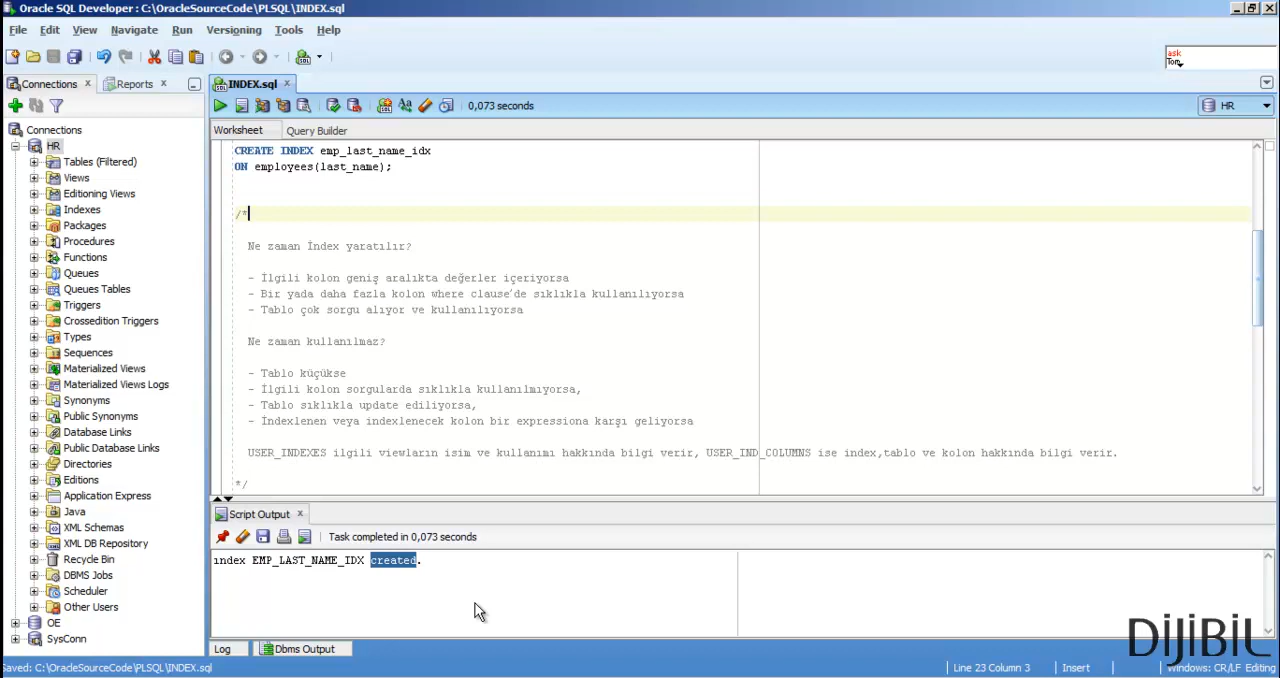 Oracle SQL Developer : C:\OracleSourceCode\PLSQL\INDEX.sql
File Edit View Navigate Run Versioning Tools Help
ask
Tom
Connections Reports INDEX.sql
0,073 seconds HR
Worksheet Query Builder
Connections
HR
Tables (Filtered)
Views
Editioning Views
Indexes
Packages
Procedures
Functions
Queues
Queues Tables
Triggers
Crossedition Triggers
Types
Sequences
Materialized Views
Materialized Views Logs
Synonyms
Public Synonyms
Database Links
Public Database Links
Directories
Editions
Application Express
Java
XML Schemas
XML DB Repository
Recycle Bin
DBMS Jobs
Scheduler
Other Users
OE
SysConn
CREATE INDEX emp_last_name_idx
ON employees(last_name);
/*
Ne zaman İndex yaratılır?
- İlgili kolon geniş aralıkta değerler içeriyorsa
- Bir yada daha fazla kolon where clause'de sıklıkla kullanılıyorsa
- Tablo çok sorgu alıyor ve kullanılıyorsa
Ne zaman kullanılmaz?
- Tablo küçükse
- İlgili kolon sorgularda sıklıkla kullanılmıyorsa,
- Tablo sıklıkla update ediliyorsa,
- İndexlenen veya indexlenecek kolon bir expressiona karşı geliyorsa
USER_INDEXES ilgili viewların isim ve kullanımı hakkında bilgi verir, USER_IND_COLUMNS ise index,tablo ve kolon hakkında bilgi verir.
*/
Script Output
Task completed in 0,073 seconds
ındex EMP_LAST_NAME_IDX created.
Log Dbms Output
DİJİBİL
Saved: C:\OracleSourceCode\PLSQL\INDEX.sql Line 23 Column 3 Insert Windows: CR/LF Editing